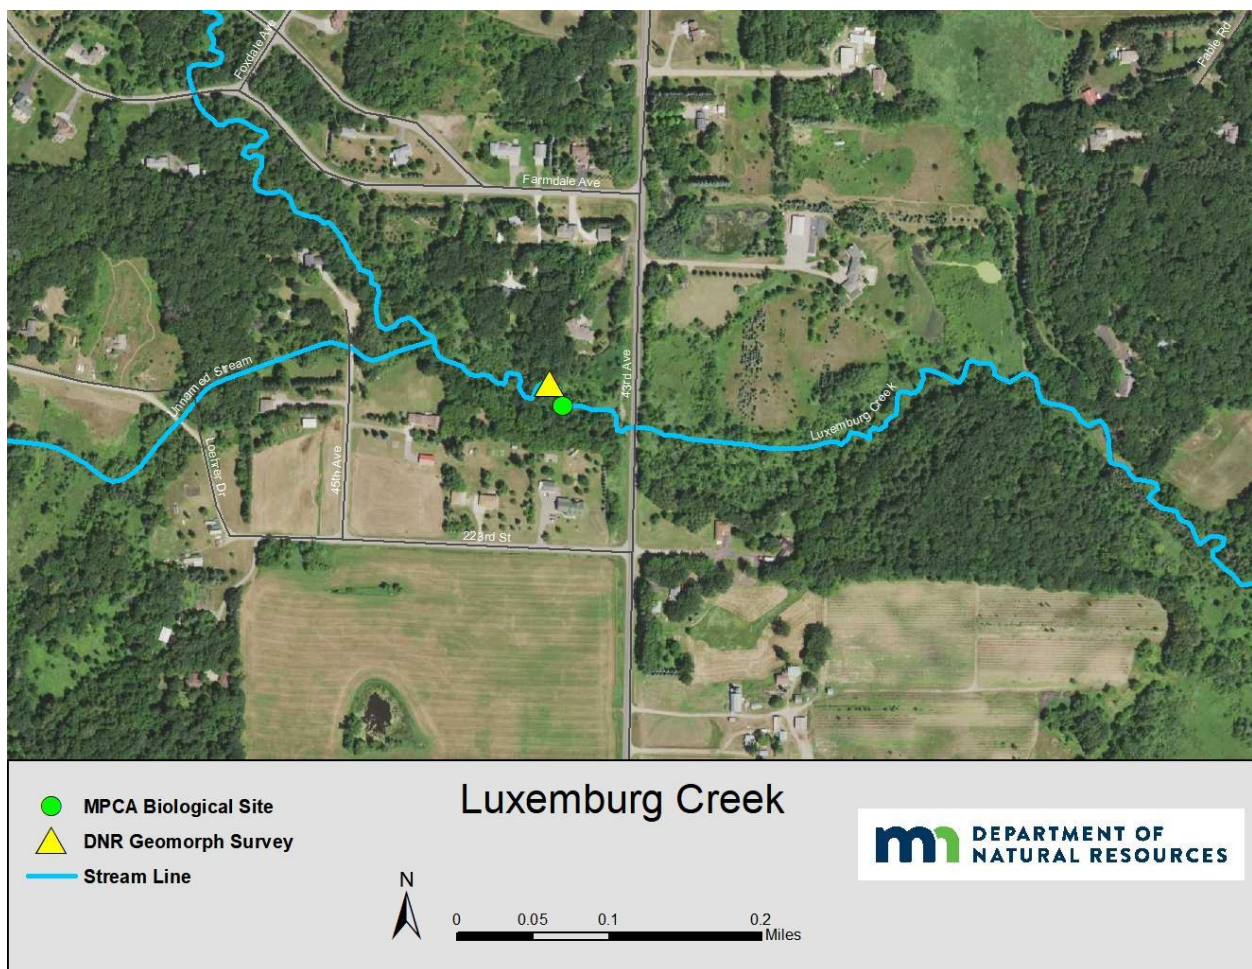 Foxdale Ave
Fable Rd
Farmdale Ave
43rd Ave
Unnamed Stream
Luxemburg Creek
Loehrer Dr
45th Ave
223rd St
Luxemburg Creek
MPCA Biological Site
DNR Geomorph Survey
Stream Line
N
0 0.05 0.1 0.2
Miles
mn DEPARTMENT OF
NATURAL RESOURCES